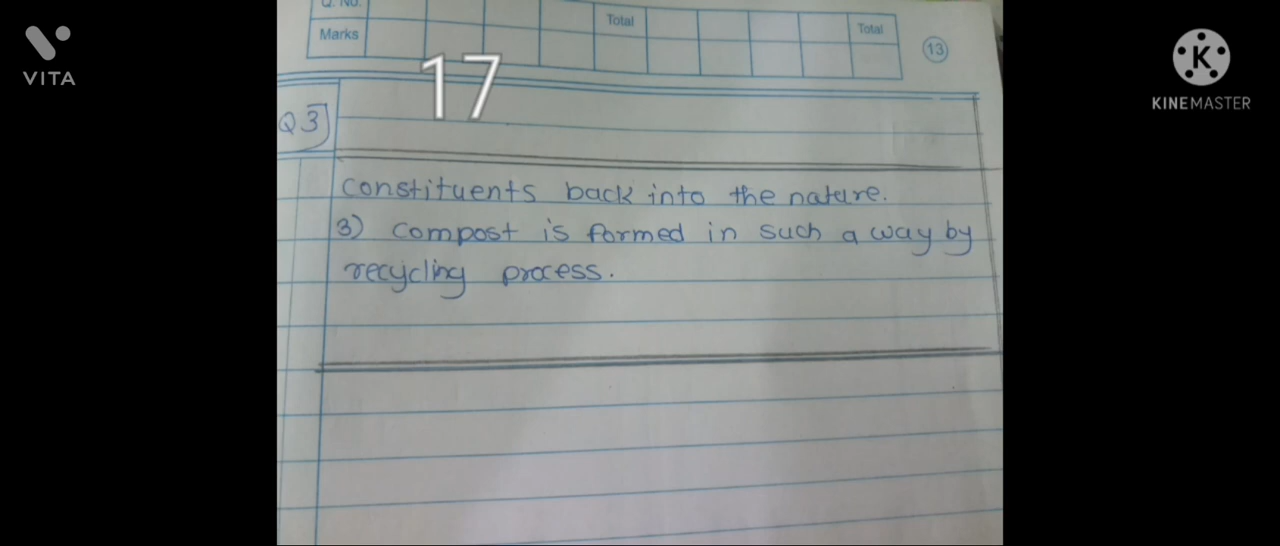 Q. No.
Total
Total
Marks
13
17
VITA
KINEMASTER
Q 3
constituents back into the nature.
3) compost is formed in such a way by
recycling process.